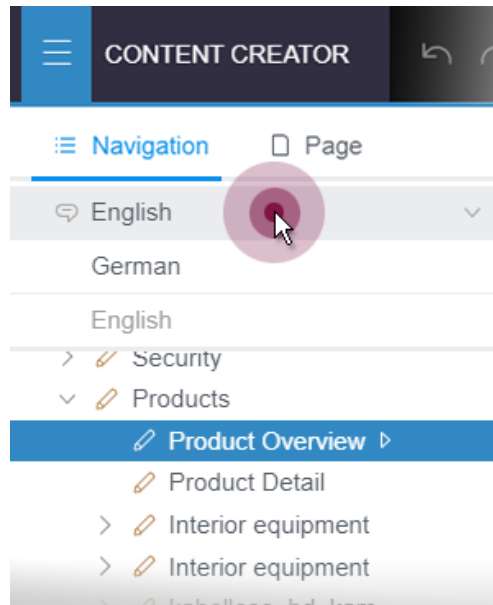 CONTENT CREATOR
Navigation Page
English
German
English
Security
Products
Product Overview
Product Detail
Interior equipment
Interior equipment